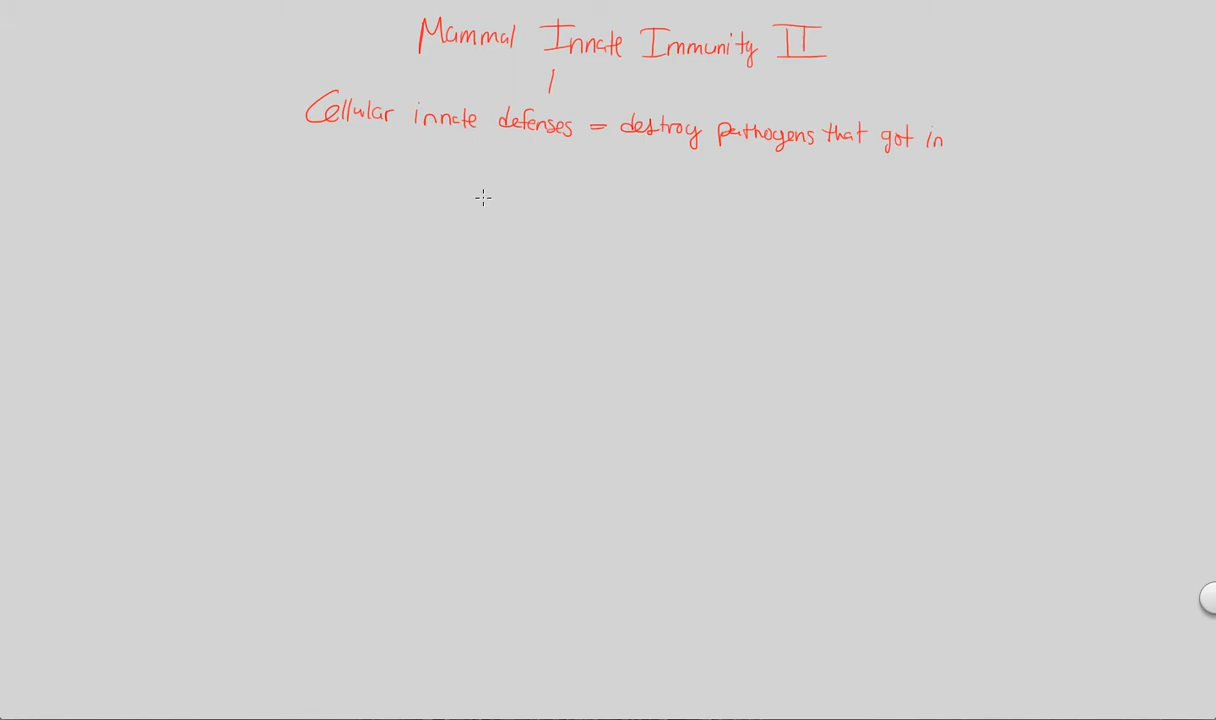 Mammal Innate Immunity II
Cellular innate defenses = destroy pathogens that got in